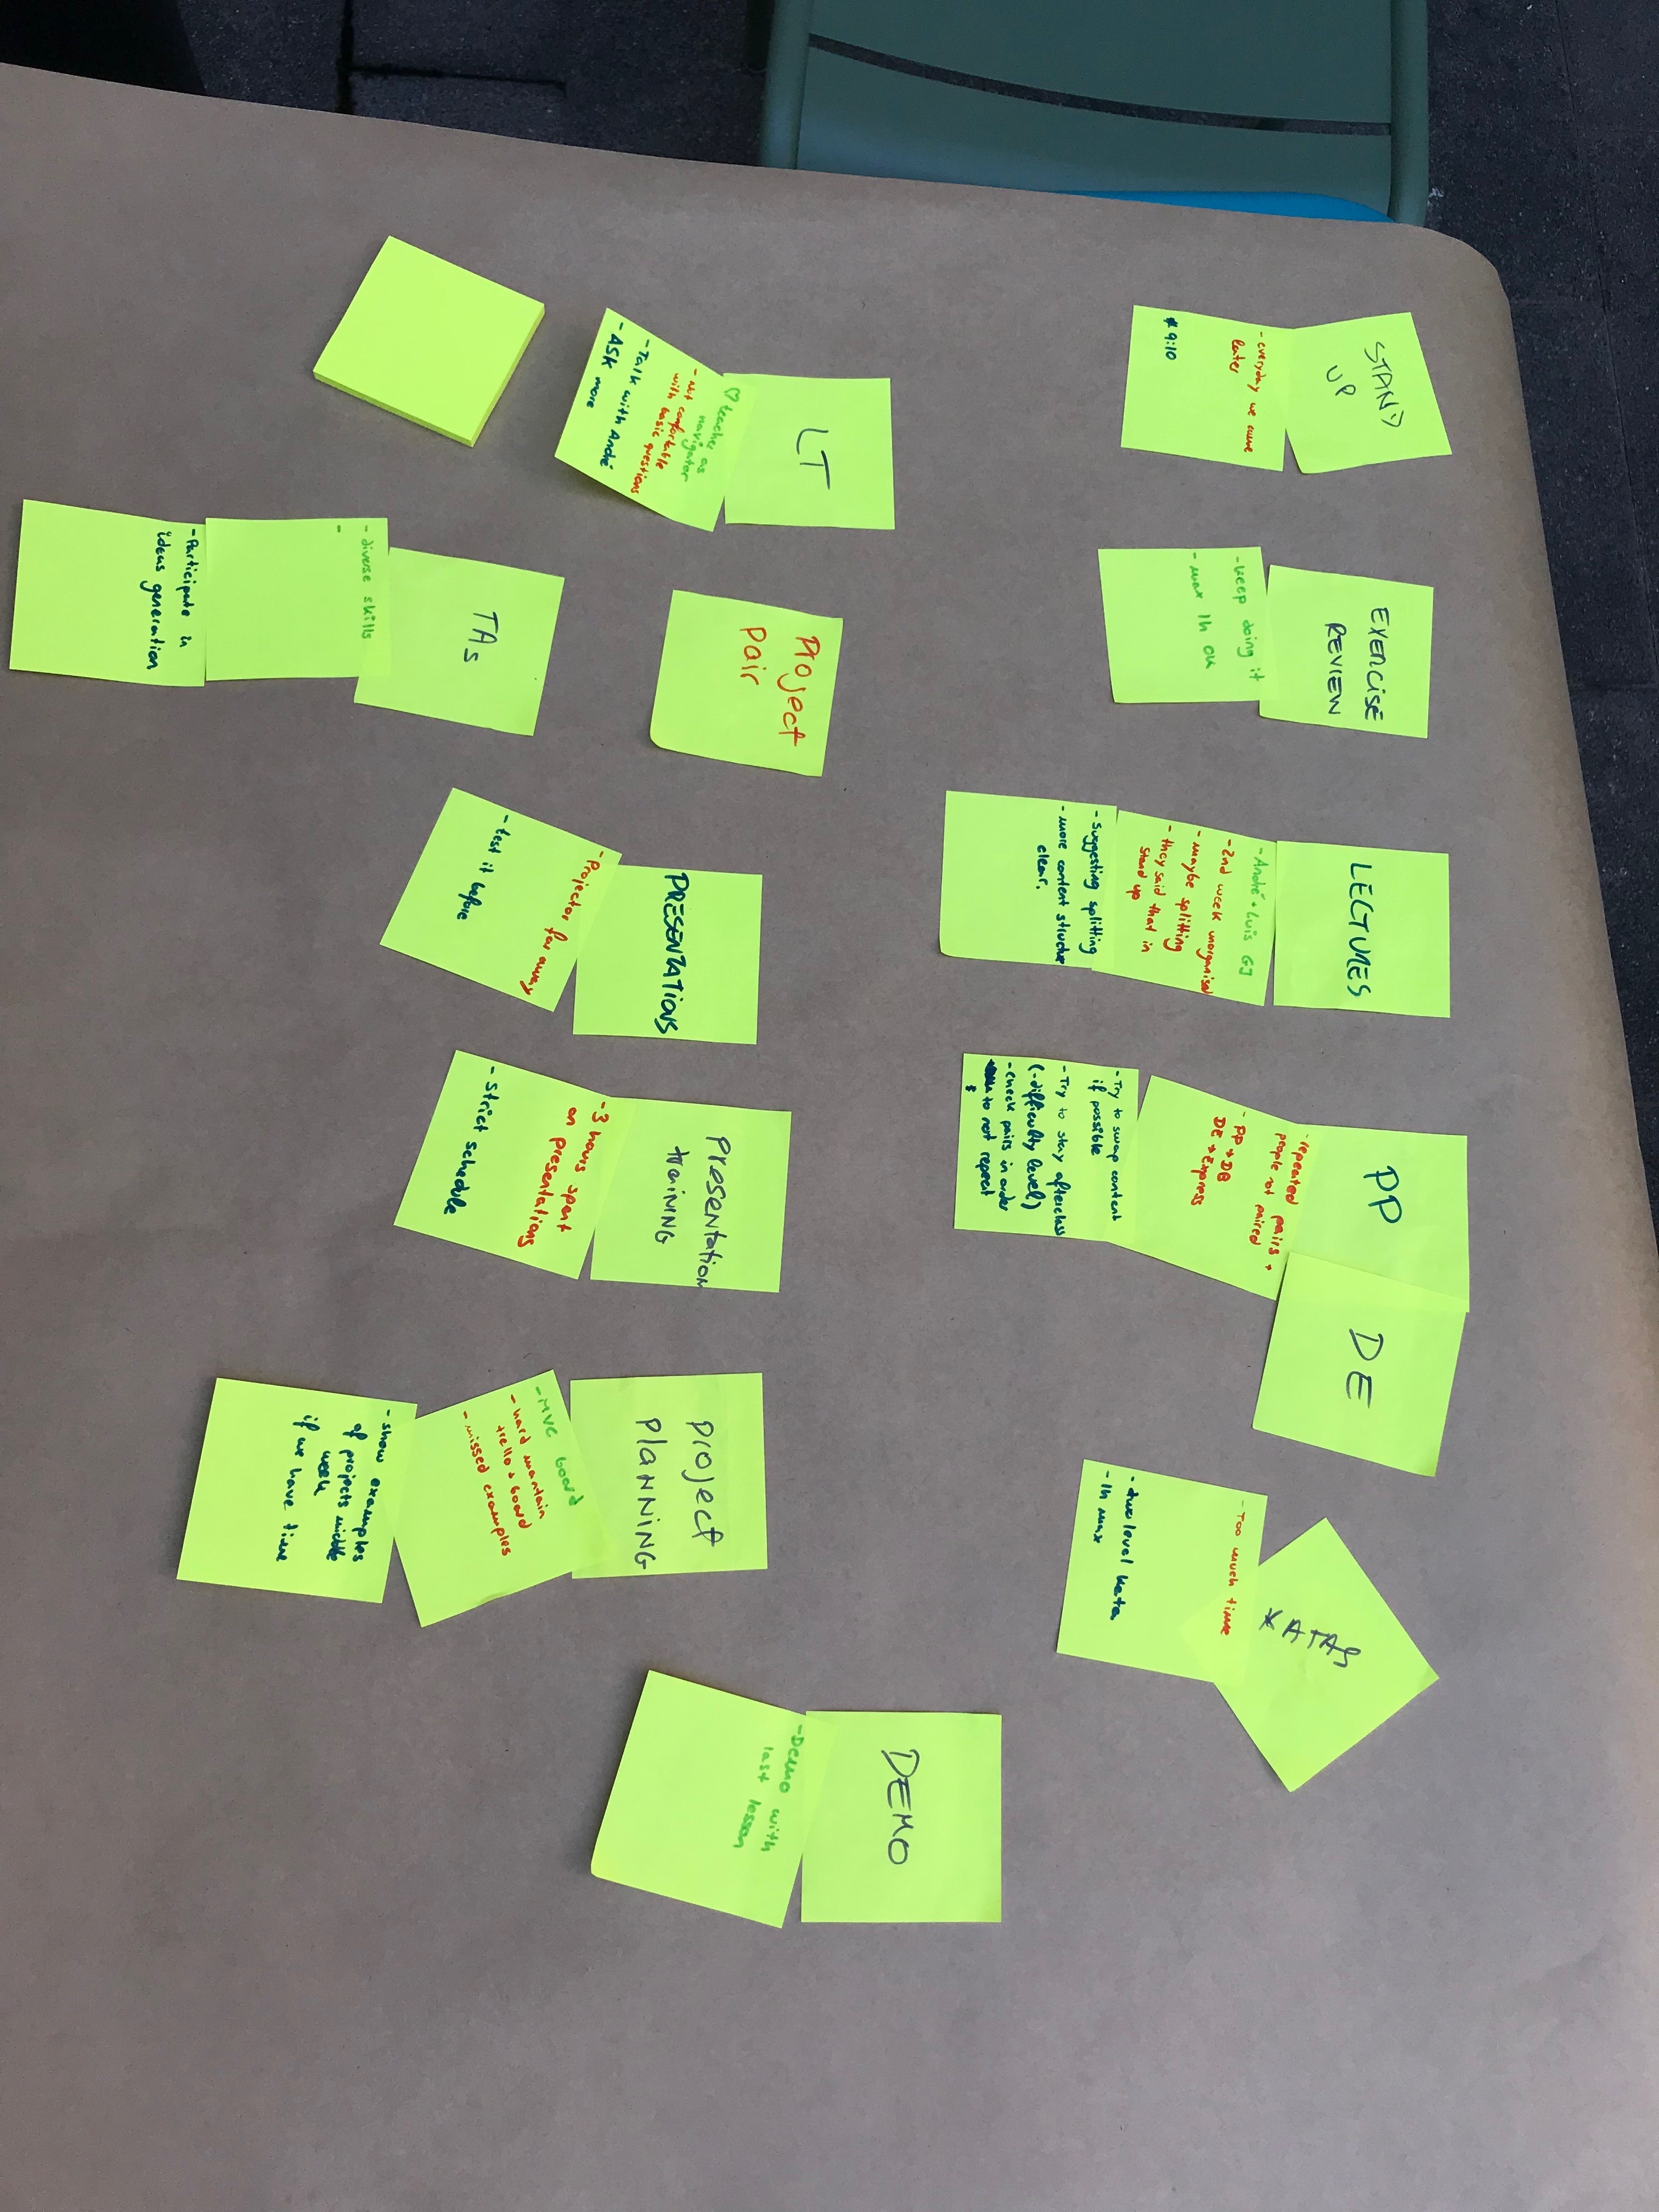 STAND
UP
- everyday we come
later
9:10
EXERCISE
REVIEW
- keep doing it
- max 1h ok
LECTURES
- André + Luis GJ
- 2nd week unorganised
- maybe splitting
- they said that in
stand up
- suggesting splitting
- more content structure
clear.
PP
- repeated pairs +
people not paired
- PP → DB
DE → Express
- Try to swap content
if possible
- Try to stay afterclass
(-difficulty level)
- check pairs in order
to not repeat
DE
KATAS
- Too much time
- two level kata
- 1h max
LT
♡ teacher as
navigator
- Not comfortable
with basic questions
- Talk with André
- ASK more
Project
pair
TAs
- diverse skills
-
- Participate in
ideas generation
PRESENTATIONS
- Projector far away
- test it before
Presentation
training
- 3 hours spent
on presentations
- strict schedule
project
planning
- MVC board
- hard mantain
trello + board
- missed examples
- show examples
of projects middle
week
if we have time
DEMO
- Demo with
last lesson